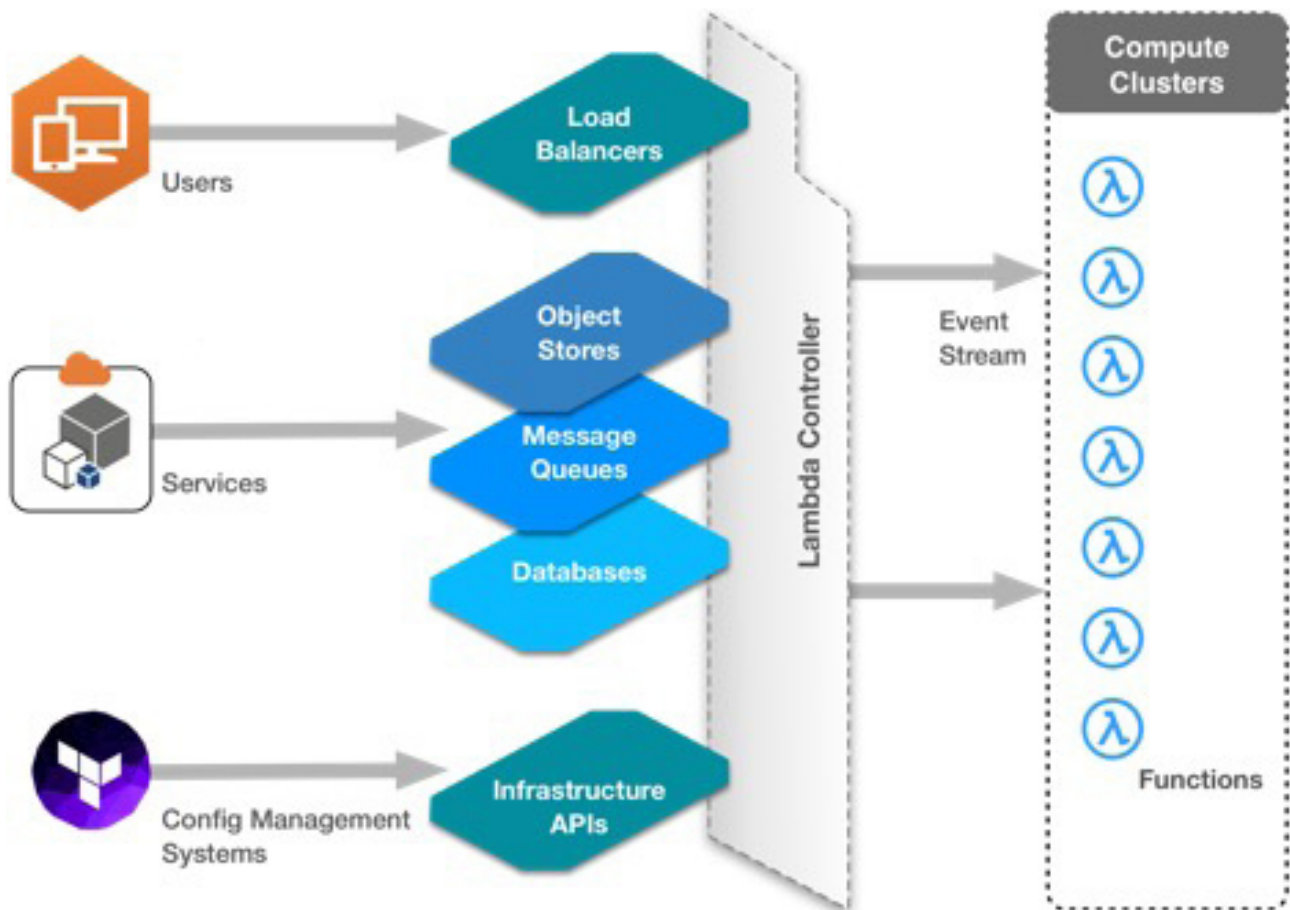 Compute
Clusters
Load
Balancers
Users
Object
Stores
Event
Stream
Lambda Controller
Message
Queues
Services
Databases
Infrastructure
APIs
Functions
Config Management
Systems
λ
λ
λ
λ
λ
λ
λ